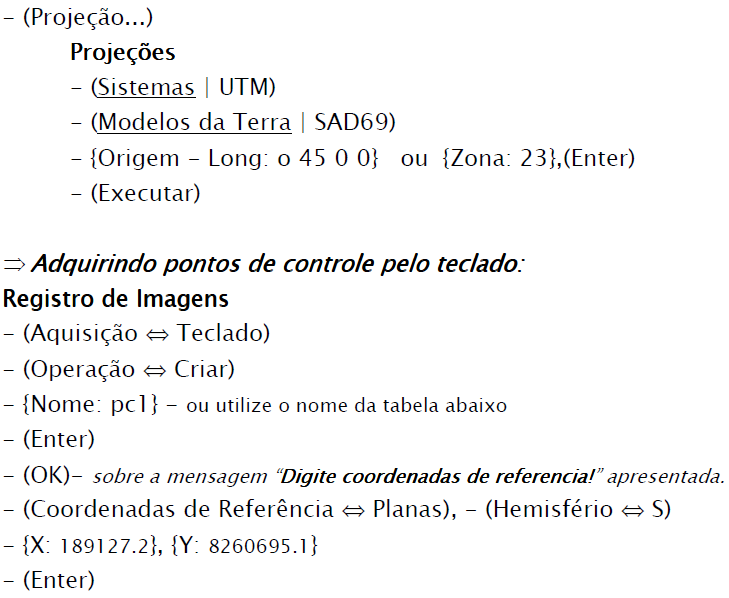 - (Projeção...)
Projeções
- (Sistemas | UTM)
- (Modelos da Terra | SAD69)
- {Origem - Long: o 45 0 0} ou {Zona: 23},(Enter)
- (Executar)
⇒ Adquirindo pontos de controle pelo teclado:
Registro de Imagens
- (Aquisição ⇔ Teclado)
- (Operação ⇔ Criar)
- {Nome: pc1} - ou utilize o nome da tabela abaixo
- (Enter)
- (OK)- sobre a mensagem “Digite coordenadas de referencia!” apresentada.
- (Coordenadas de Referência ⇔ Planas), - (Hemisfério ⇔ S)
- {X: 189127.2}, {Y: 8260695.1}
- (Enter)